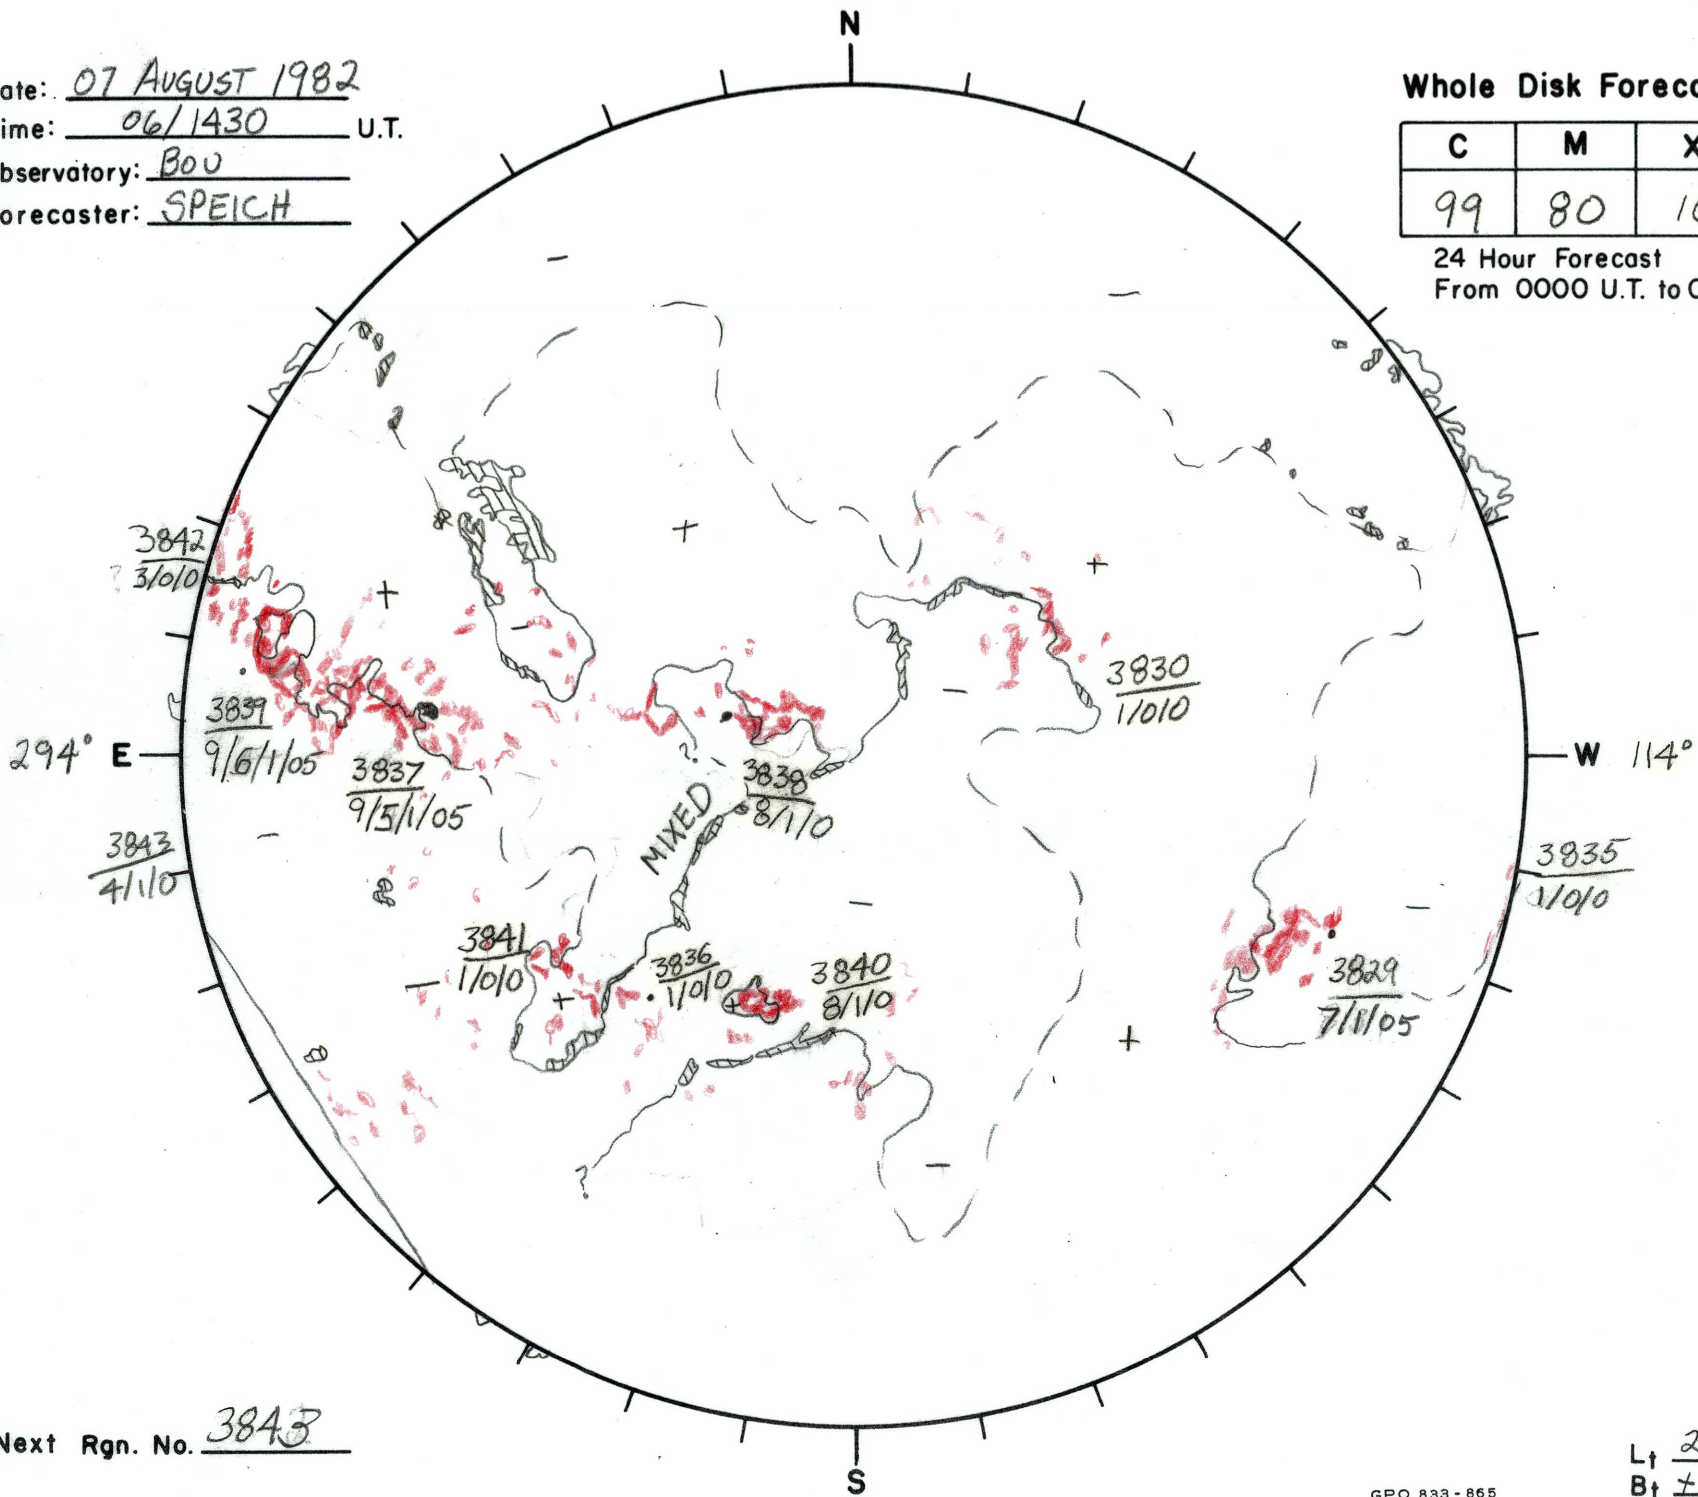 N
ate: 07 AUGUST 1982
ime: 06/1430 U.T.
bservatory: BOU
orecaster: SPEICH
Whole Disk Foreca
C M X
99 80
24 Hour Forecast
From 0000 U.T. to
3842
3/0/0
3839
9/6/1/05
3837
9/5/1/05
294° E
3843
4/1/0
3830
1/0/0
3838
8/1/0
MIXED
?
W 114°
3835
1/0/0
3841
1/0/0
3836
1/0/0
3840
8/1/0
3829
7/1/05
?
Next Rgn. No. 3843
S
GPO 833-865
Lt 2
Bt +